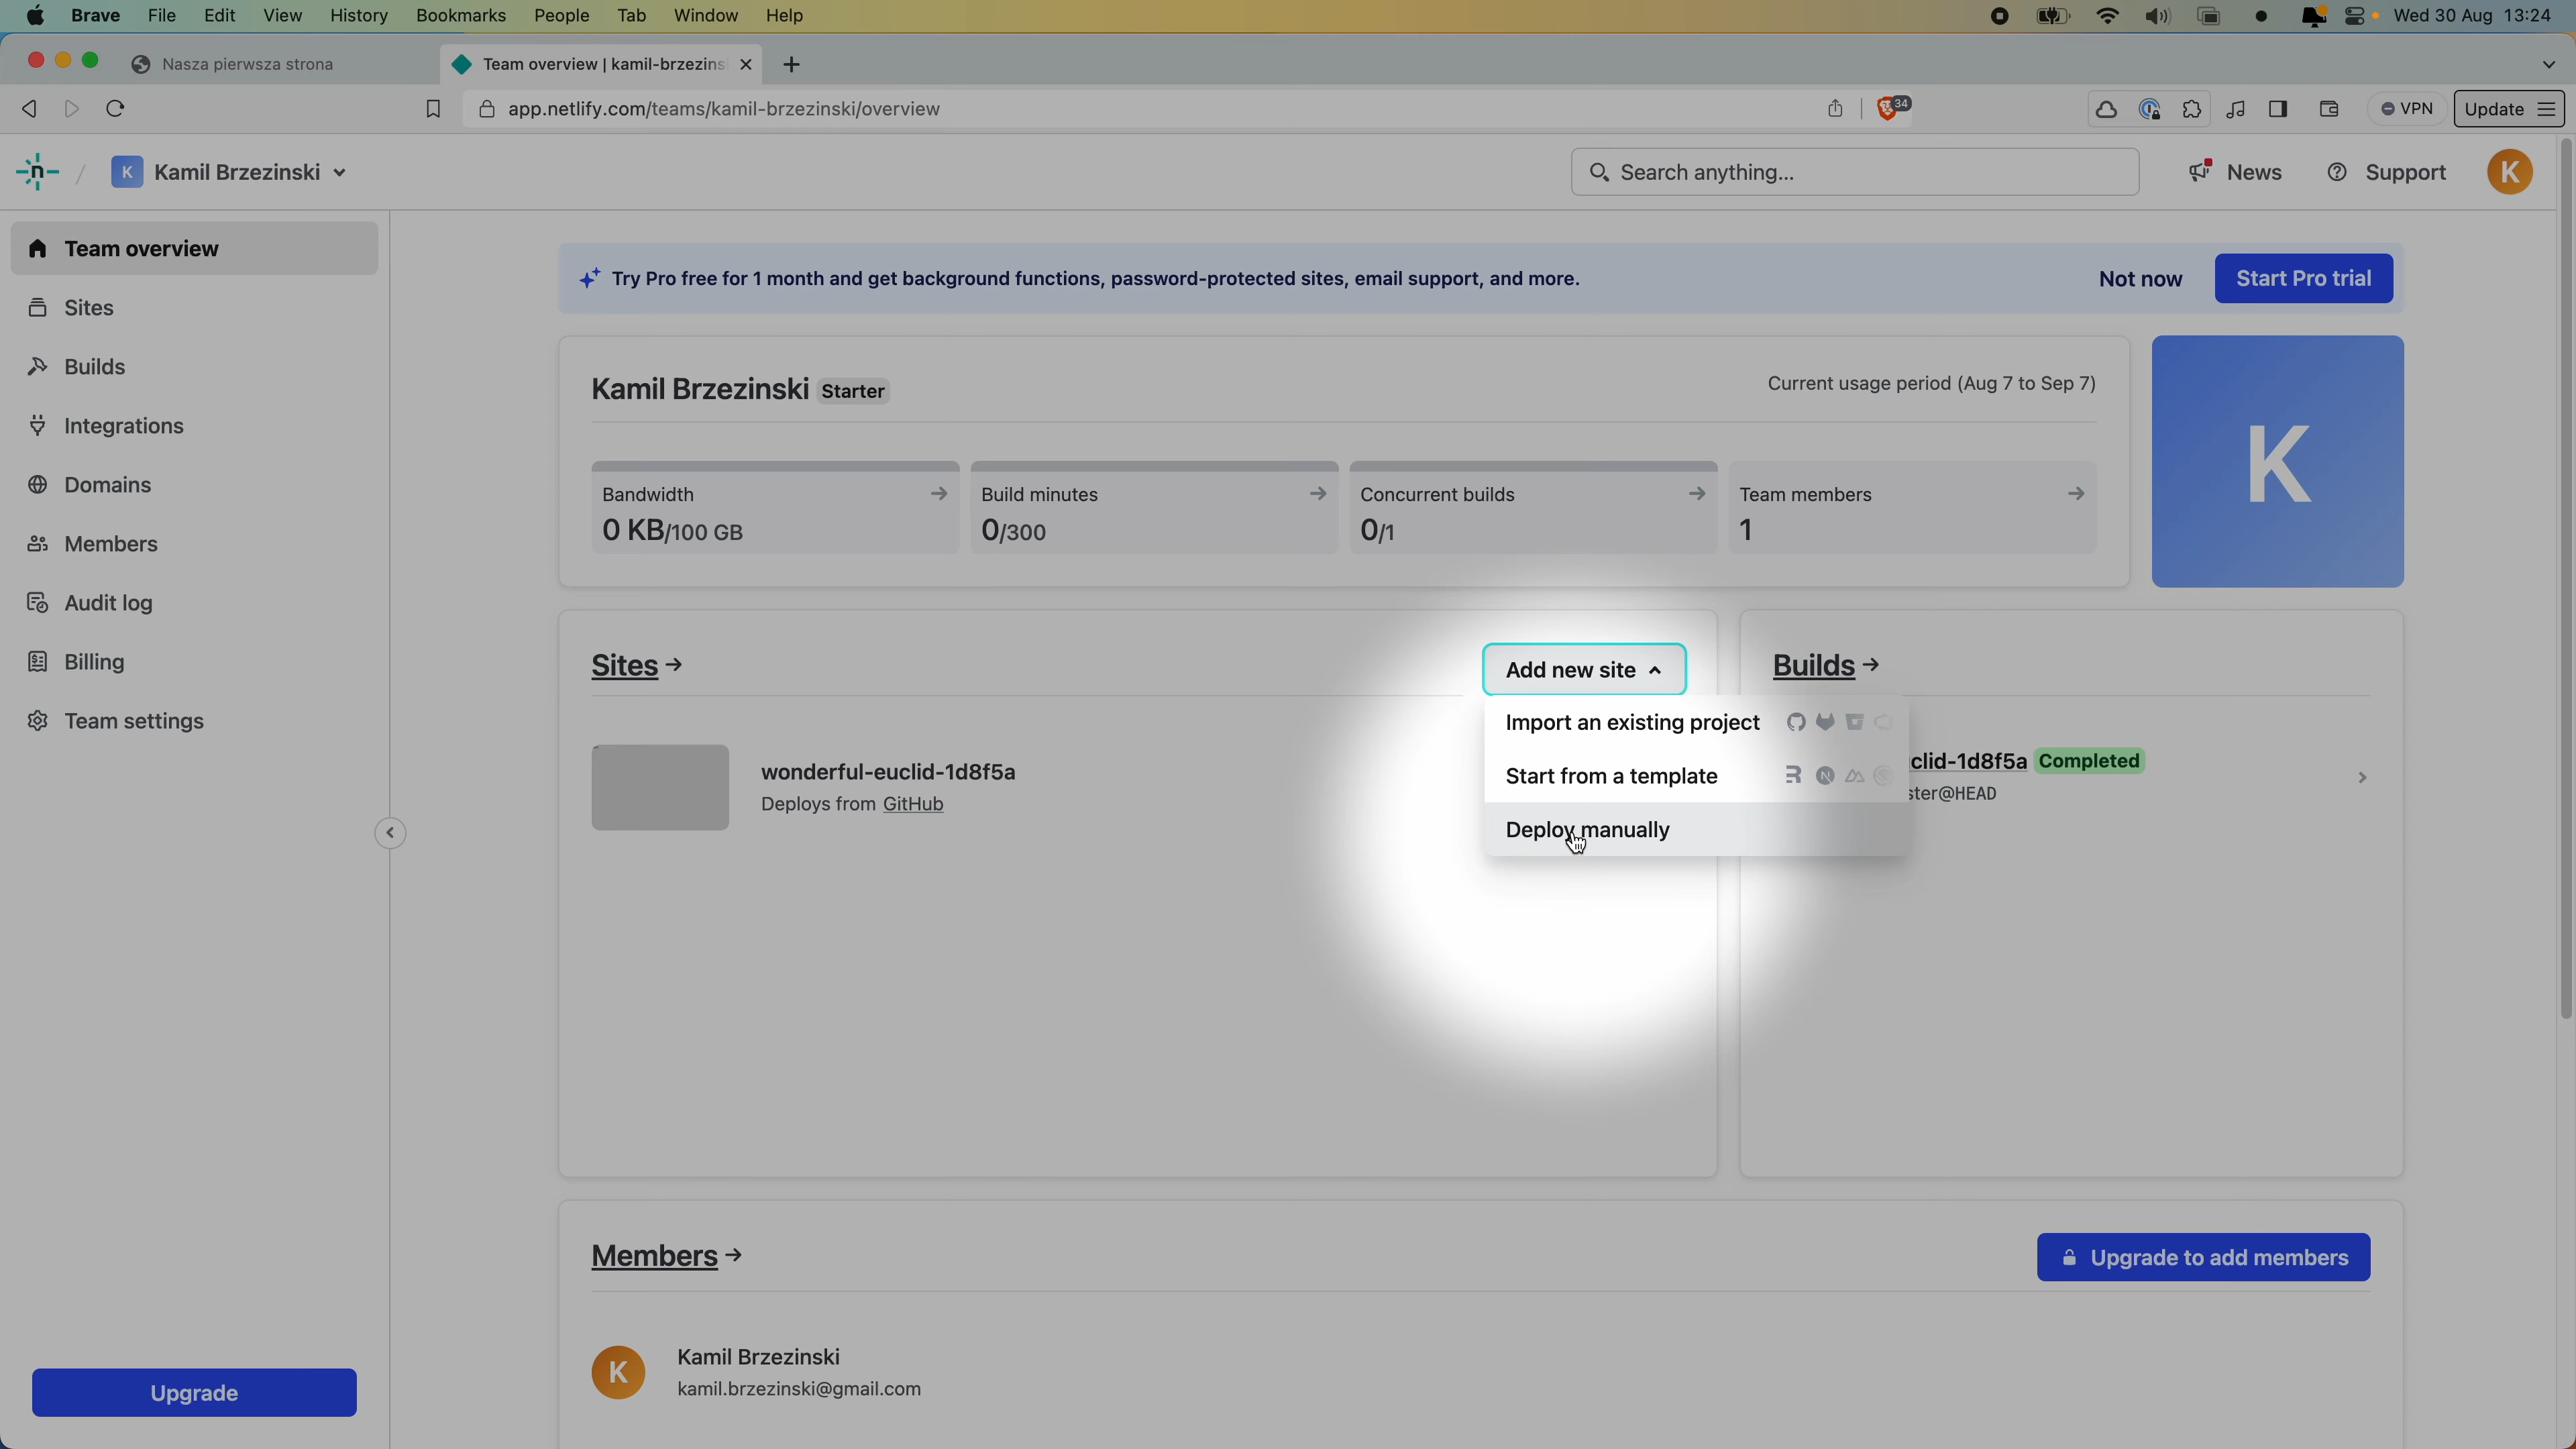 Brave File Edit View History Bookmarks People Tab Window Help
Wed 30 Aug 13:24
Nasza pierwsza strona
Team overview | kamil-brzezins
app.netlify.com/teams/kamil-brzezinski/overview
34
VPN
Update
n
K Kamil Brzezinski
Search anything...
News
Support
K
Team overview
Sites
Builds
Integrations
Domains
Members
Audit log
Billing
Team settings
Upgrade
Try Pro free for 1 month and get background functions, password-protected sites, email support, and more.
Not now
Start Pro trial
Kamil Brzezinski Starter
Current usage period (Aug 7 to Sep 7)
Bandwidth
0 KB/100 GB
Build minutes
0/300
Concurrent builds
0/1
Team members
1
K
Sites
Add new site
Import an existing project
Start from a template
Deploy manually
wonderful-euclid-1d8f5a
Deploys from GitHub
Builds
clid-1d8f5a Completed
ster@HEAD
Members
Upgrade to add members
K
Kamil Brzezinski
kamil.brzezinski@gmail.com